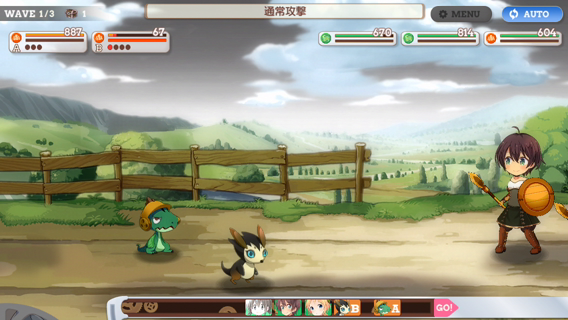 WAVE 1/3
1
通常攻撃
MENU
AUTO
887
A
67
B
670
814
604
B
A
GO!